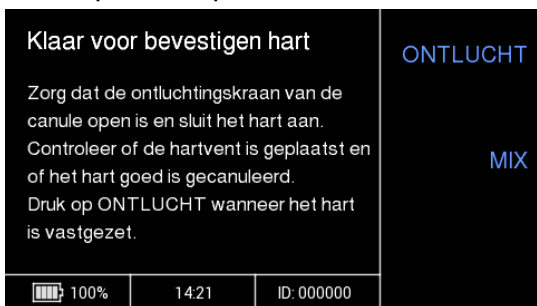 Klaar voor bevestigen hart
ONTLUCHT
Zorg dat de ontluchtingskraan van de
canule open is en sluit het hart aan.
Controleer of de hartvent is geplaatst en
of het hart goed is gecanuleerd.
Druk op ONTLUCHT wanneer het hart
is vastgezet.
MIX
100%
14:21
ID: 000000